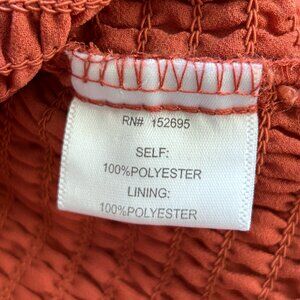 RN# 152695
SELF:
100%POLYESTER
LINING:
100%POLYESTER